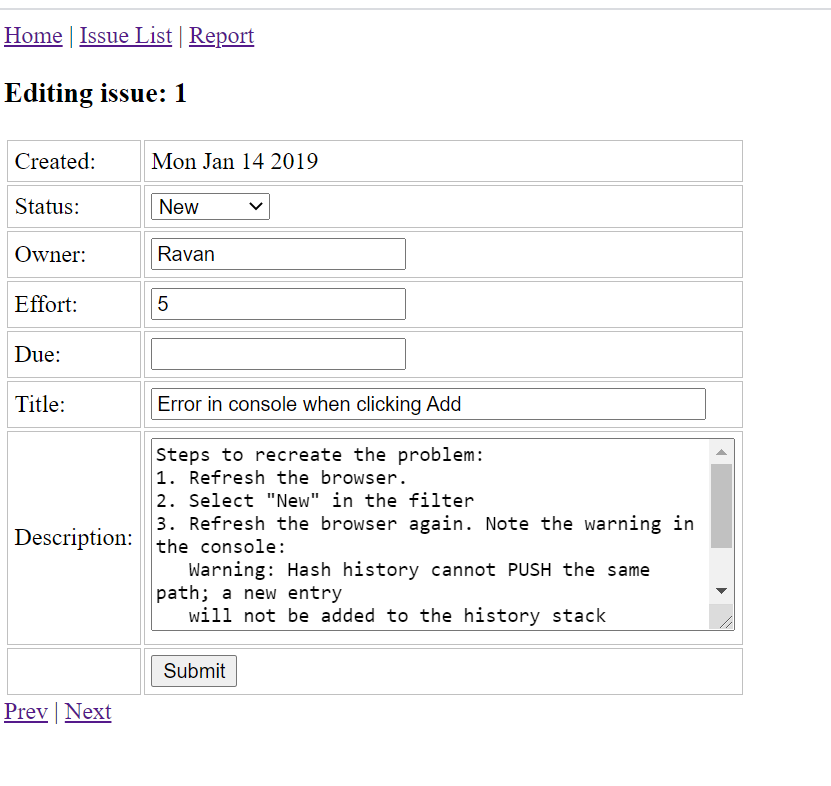 Home | Issue List | Report
Editing issue: 1
Created: Mon Jan 14 2019
Status: New
Owner: Ravan
Effort: 5
Due:
Title: Error in console when clicking Add
Description:
Steps to recreate the problem:
1. Refresh the browser.
2. Select "New" in the filter
3. Refresh the browser again. Note the warning in
the console:
   Warning: Hash history cannot PUSH the same
path; a new entry
   will not be added to the history stack
Submit
Prev | Next